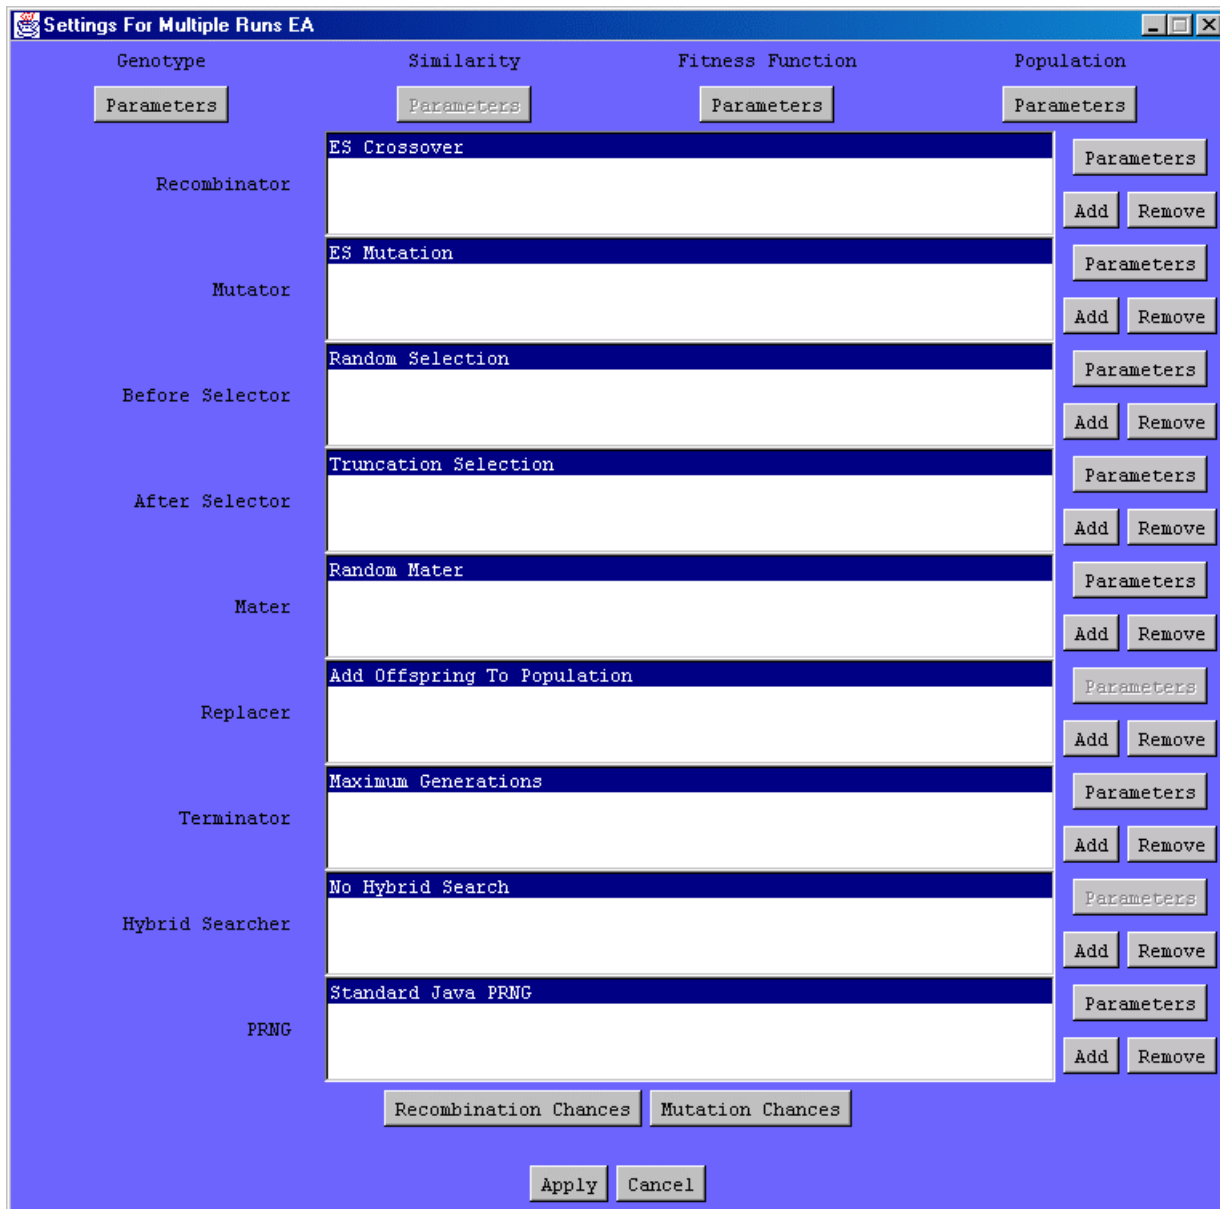 Settings For Multiple Runs EA
Genotype Similarity Fitness Function Population
Parameters Parameters Parameters Parameters
ES Crossover
Parameters
Recombinator
Add Remove
ES Mutation
Parameters
Mutator
Add Remove
Random Selection
Parameters
Before Selector
Add Remove
Truncation Selection
Parameters
After Selector
Add Remove
Random Mater
Parameters
Mater
Add Remove
Add Offspring To Population
Parameters
Replacer
Add Remove
Maximum Generations
Parameters
Terminator
Add Remove
No Hybrid Search
Parameters
Hybrid Searcher
Add Remove
Standard Java PRNG
Parameters
PRNG
Add Remove
Recombination Chances Mutation Chances
Apply Cancel